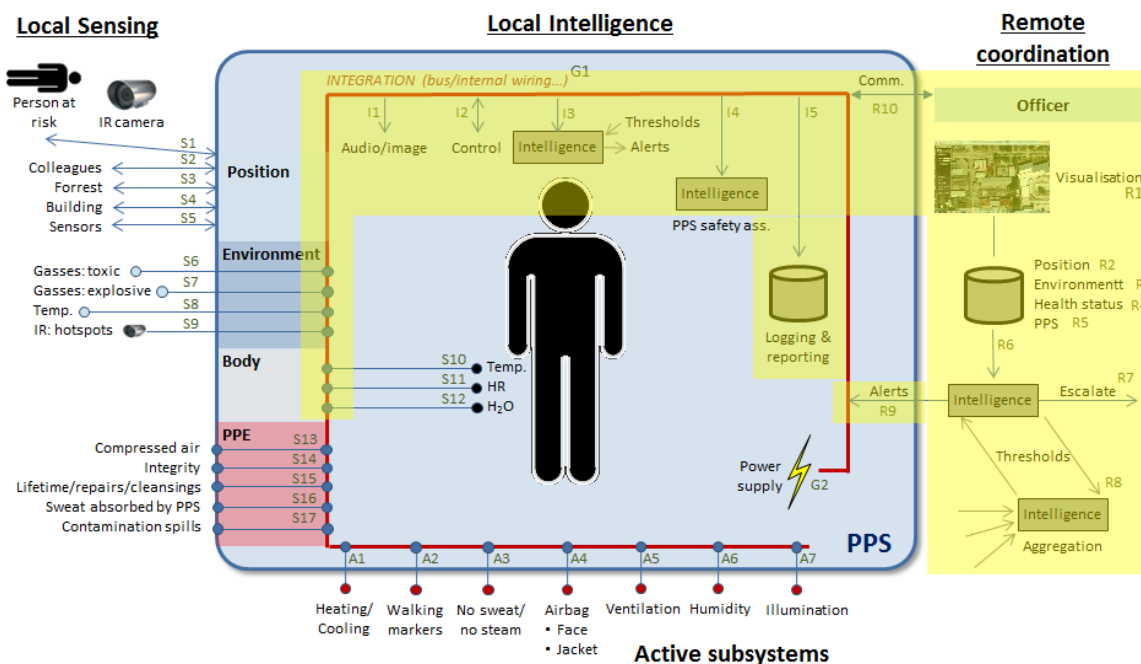 Local Sensing
Local Intelligence
Remote
coordination
Person at
risk
IR camera
S1
Colleagues
S2
Forrest
S3
Building
S4
Sensors
S5
Position
Environment
Gasses: toxic
S6
Gasses: explosive
S7
Temp.
S8
IR: hotspots
S9
Body
S10
Temp.
S11
HR
S12
H2O
PPE
Compressed air
S13
Integrity
S14
Lifetime/repairs/cleansings
S15
Sweat absorbed by PPS
S16
Contamination spills
S17
INTEGRATION (bus/internal wiring...)
G1
I1
I2
I3
I4
I5
Audio/image
Control
Intelligence
Thresholds
Alerts
Intelligence
PPS safety ass.
Logging &
reporting
Power
supply
G2
PPS
A1
A2
A3
A4
A5
A6
A7
Heating/
Cooling
Walking
markers
No sweat/
no steam
Airbag
• Face
• Jacket
Ventilation
Humidity
Illumination
Active subsystems
Comm.
R10
Officer
Visualisation
R1
Position R2
Environmentt R
Health status R4
PPS R5
R6
Alerts
R9
Intelligence
Escalate
R7
Thresholds
R8
Intelligence
Aggregation